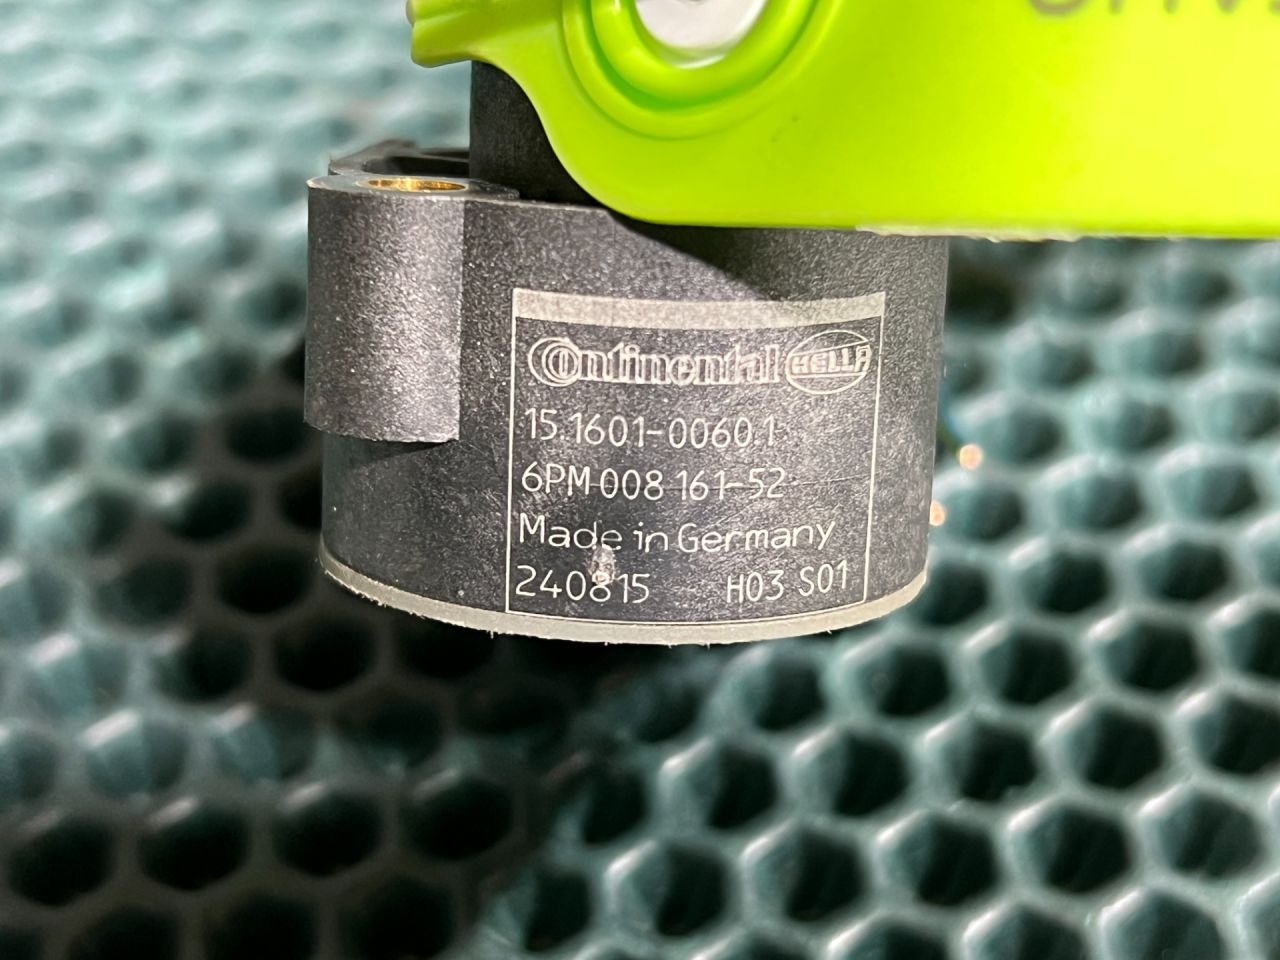 Continental HELLA
15.1601-0060.1
6PM 008 161-52
Made in Germany
240815 H03 S01